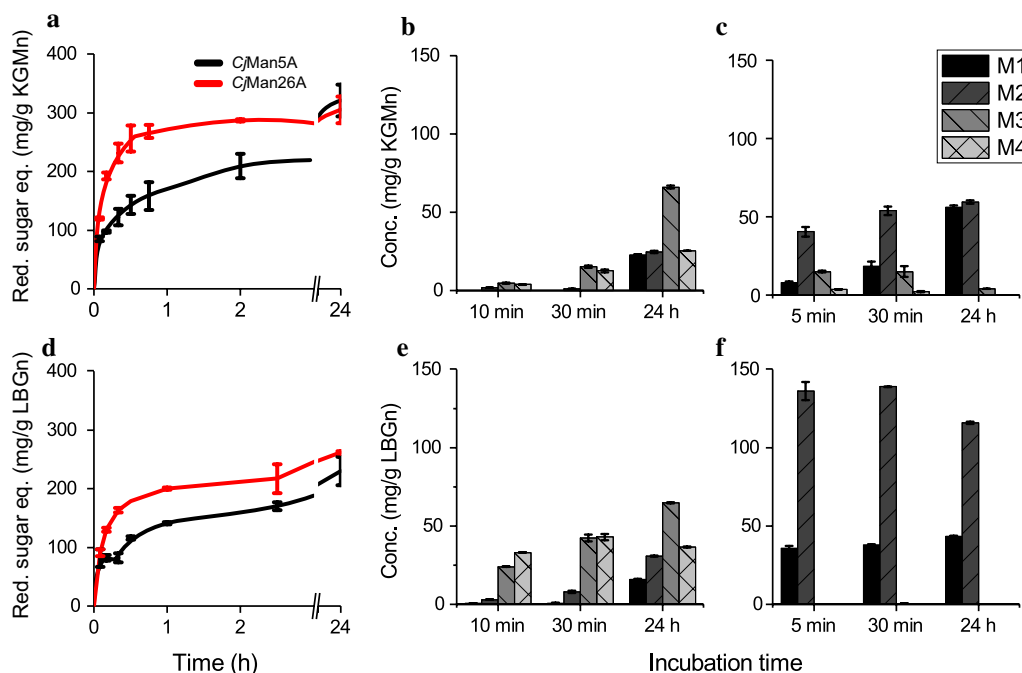 a
Red. sugar eq. (mg/g KGMn)
400
300
200
100
0
CjMan5A
CjMan26A
0
1
2
24
b
Conc. (mg/g KGMn)
150
100
50
0
10 min
30 min
24 h
c
150
100
50
0
5 min
30 min
24 h
M1
M2
M3
M4
d
Red. sugar eq. (mg/g LBGn)
400
300
200
100
0
0
1
2
24
Time (h)
e
Conc. (mg/g LBGn)
150
100
50
0
10 min
30 min
24 h
f
150
100
50
0
5 min
30 min
24 h
Incubation time